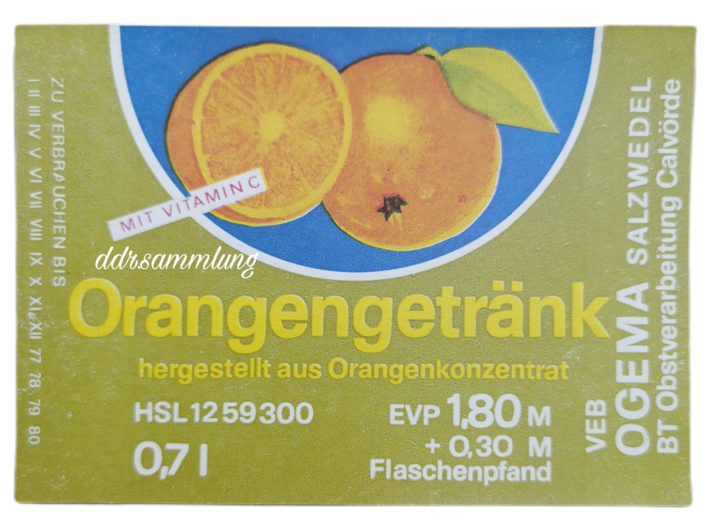 ZU VERBRAUCHEN BIS
I II III IV V VI VII VIII IX X XI XII 77 78 79 80
MIT VITAMIN C
ddrsammlung
Orangengetränk
hergestellt aus Orangenkonzentrat
HSL 12 59 300
0,7 l
EVP 1,80 M
+ 0,30 M
Flaschenpfand
VEB
OGEMA SALZWEDEL
BT Obstverarbeitung Calvörde